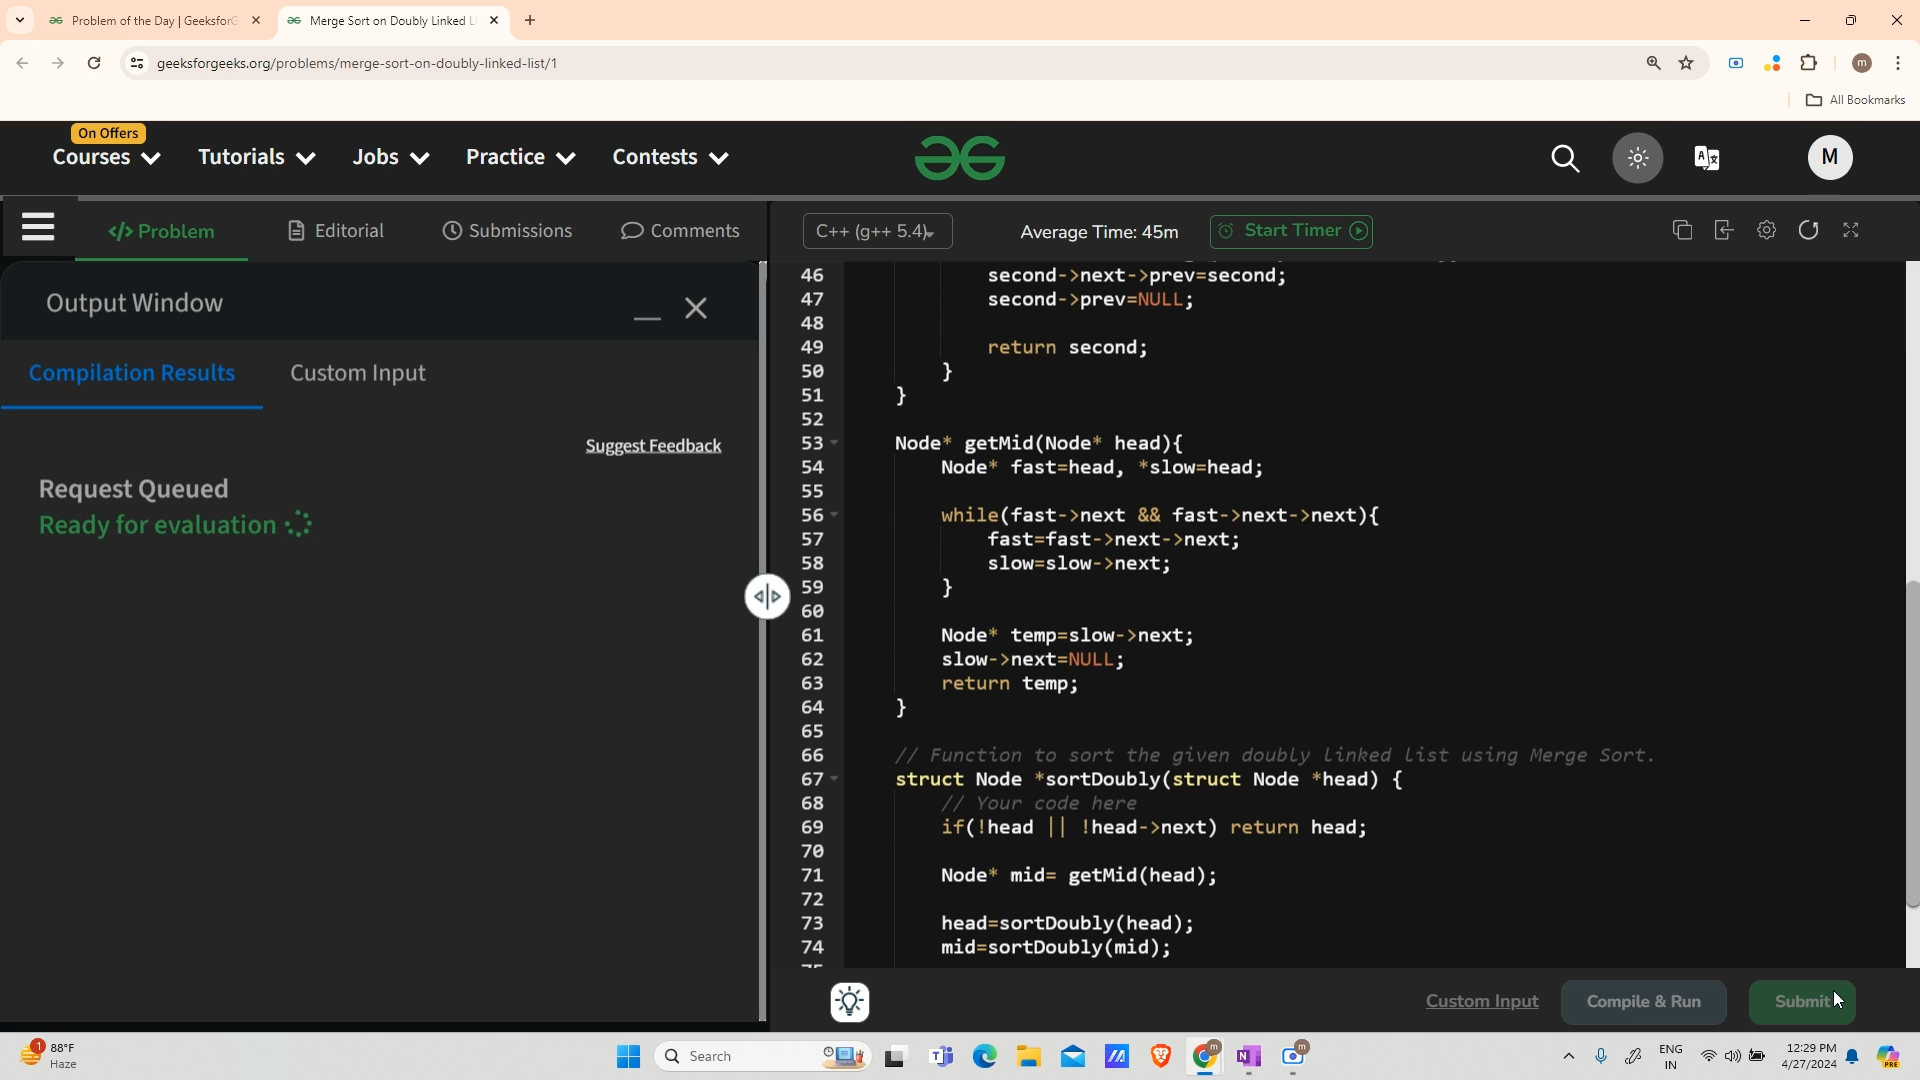 Problem of the Day | GeeksforG
Merge Sort on Doubly Linked Li
geeksforgeeks.org/problems/merge-sort-on-doubly-linked-list/1
m
All Bookmarks
On Offers
Courses
Tutorials
Jobs
Practice
Contests
M
</> Problem
Editorial
Submissions
Comments
C++ (g++ 5.4)
Average Time: 45m
Start Timer
Output Window
Compilation Results
Custom Input
Suggest Feedback
Request Queued
Ready for evaluation
46 second->next->prev=second;
47 second->prev=NULL;
48
49 return second;
50 }
51 }
52
53 Node* getMid(Node* head){
54 Node* fast=head, *slow=head;
55
56 while(fast->next && fast->next->next){
57 fast=fast->next->next;
58 slow=slow->next;
59 }
60
61 Node* temp=slow->next;
62 slow->next=NULL;
63 return temp;
64 }
65
66 // Function to sort the given doubly linked list using Merge Sort.
67 struct Node *sortDoubly(struct Node *head) {
68 // Your code here
69 if(!head || !head->next) return head;
70
71 Node* mid= getMid(head);
72
73 head=sortDoubly(head);
74 mid=sortDoubly(mid);
Custom Input
Compile & Run
Submit
1
88°F
Haze
Search
m
m
ENG
IN
12:29 PM
4/27/2024
PRE